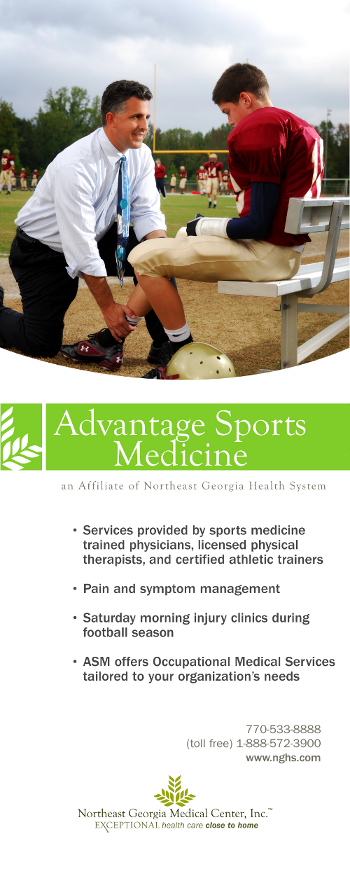 Advantage Sports
Medicine
an Affiliate of Northeast Georgia Health System
• Services provided by sports medicine
trained physicians, licensed physical
therapists, and certified athletic trainers
• Pain and symptom management
• Saturday morning injury clinics during
football season
• ASM offers Occupational Medical Services
tailored to your organization's needs
770-533-8888
(toll free) 1-888-572-3900
www.nghs.com
Northeast Georgia Medical Center, Inc.™
EXCEPTIONAL health care close to home